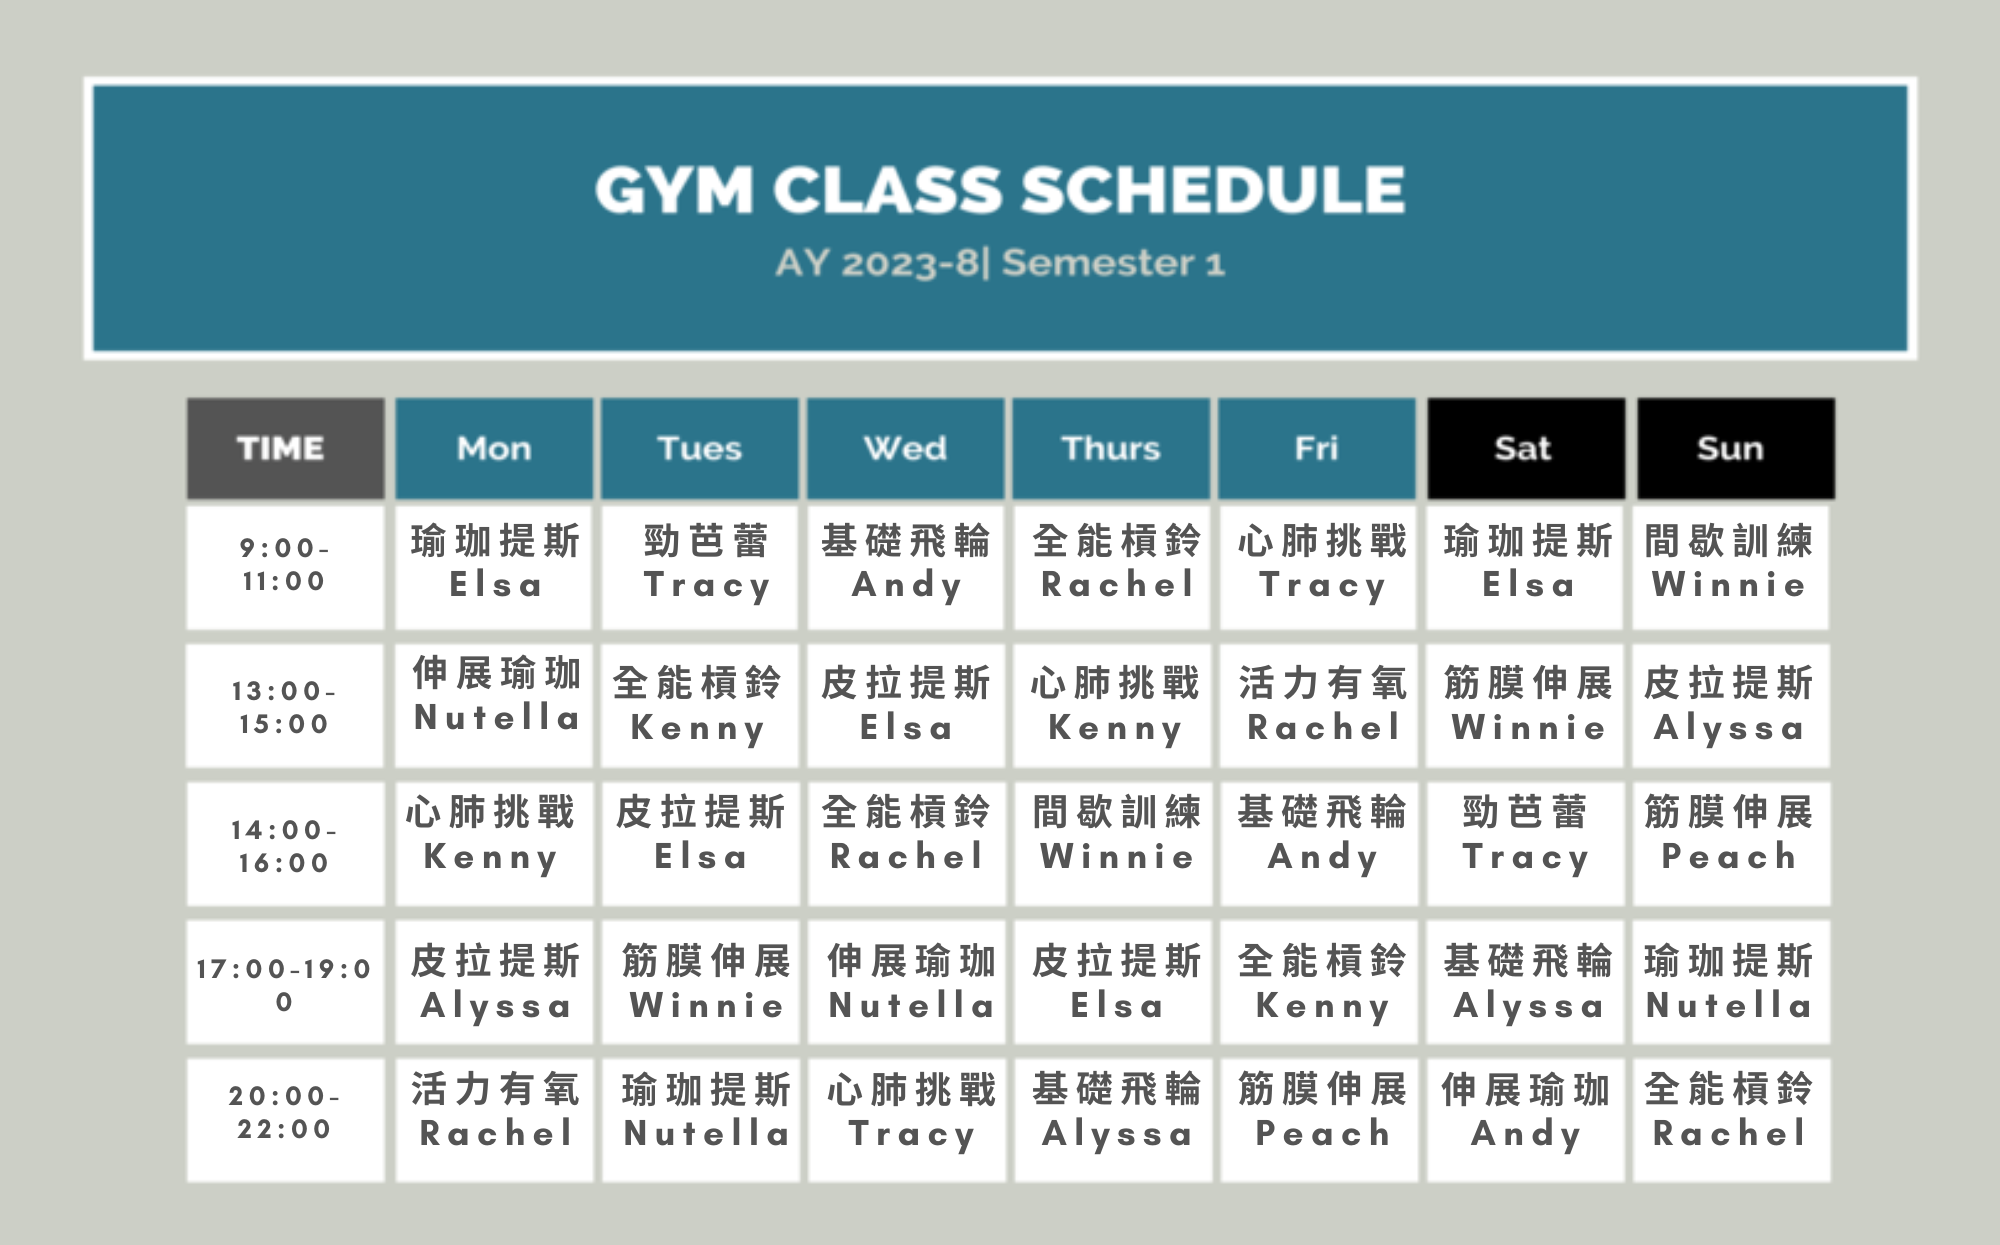 GYM CLASS SCHEDULE
AY 2023-8| Semester 1
TIME Mon Tues Wed Thurs Fri Sat Sun
9:00-
11:00
瑜珈提斯
Elsa
勁芭蕾
Tracy
基礎飛輪
Andy
全能槓鈴
Rachel
心肺挑戰
Tracy
瑜珈提斯
Elsa
間歇訓練
Winnie
13:00-
15:00
伸展瑜珈
Nutella
全能槓鈴
Kenny
皮拉提斯
Elsa
心肺挑戰
Kenny
活力有氧
Rachel
筋膜伸展
Winnie
皮拉提斯
Alyssa
14:00-
16:00
心肺挑戰
Kenny
皮拉提斯
Elsa
全能槓鈴
Rachel
間歇訓練
Winnie
基礎飛輪
Andy
勁芭蕾
Tracy
筋膜伸展
Peach
17:00-19:0
0
皮拉提斯
Alyssa
筋膜伸展
Winnie
伸展瑜珈
Nutella
皮拉提斯
Elsa
全能槓鈴
Kenny
基礎飛輪
Alyssa
瑜珈提斯
Nutella
20:00-
22:00
活力有氧
Rachel
瑜珈提斯
Nutella
心肺挑戰
Tracy
基礎飛輪
Alyssa
筋膜伸展
Peach
伸展瑜珈
Andy
全能槓鈴
Rachel